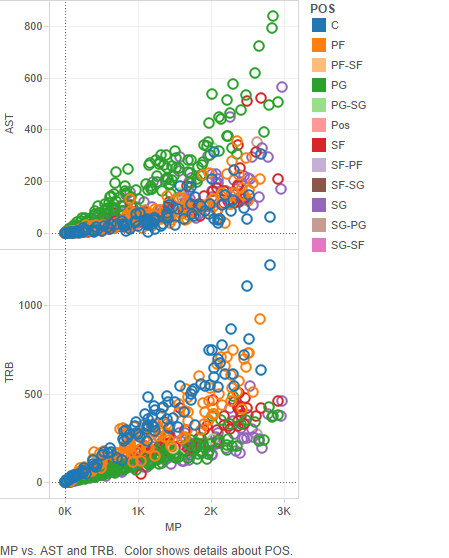 POS
C
PF
PF-SF
PG
PG-SG
Pos
SF
SF-PF
SF-SG
SG
SG-PG
SG-SF
800
600
400
200
0
AST
1000
500
0
TRB
0K 1K 2K 3K
MP
MP vs. AST and TRB. Color shows details about POS.